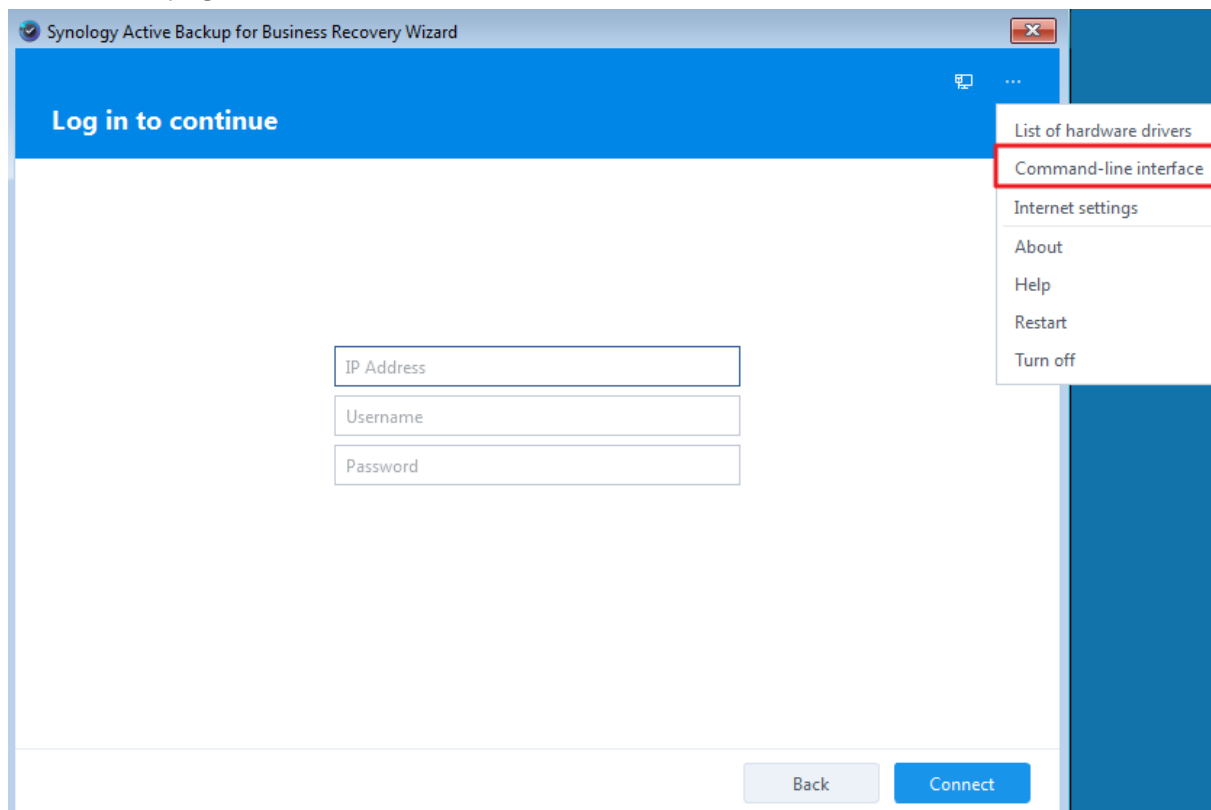 Synology Active Backup for Business Recovery Wizard
...
Log in to continue
List of hardware drivers
Command-line interface
Internet settings
About
Help
Restart
Turn off
IP Address
Username
Password
Back
Connect